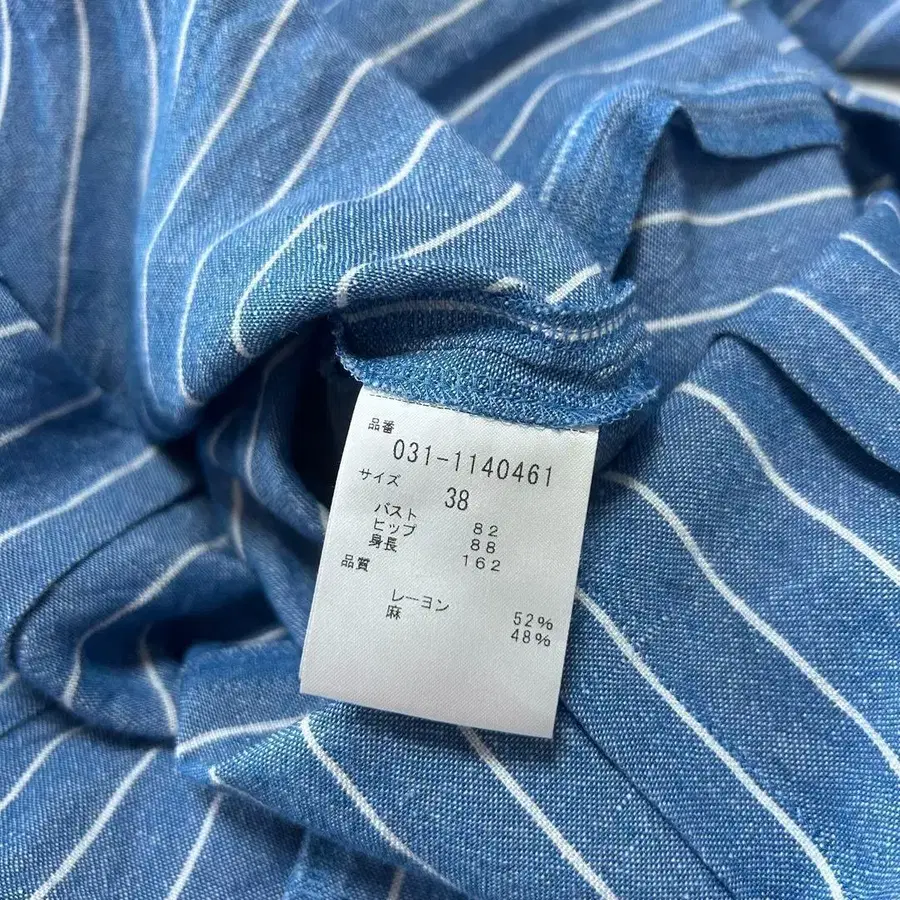 品番
031-1140461
サイズ
38
バスト 82
ヒップ 88
身長 162
品質
レーヨン 52%
麻 48%